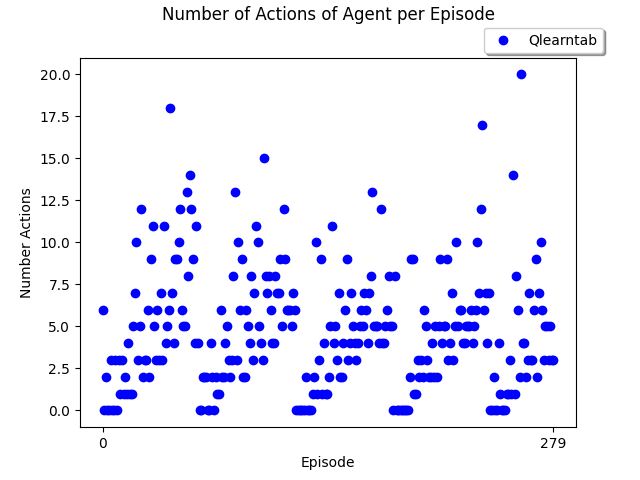 Number of Actions of Agent per Episode
Qlearntab
20.0
17.5
15.0
12.5
10.0
7.5
5.0
2.5
0.0
Number Actions
0
279
Episode